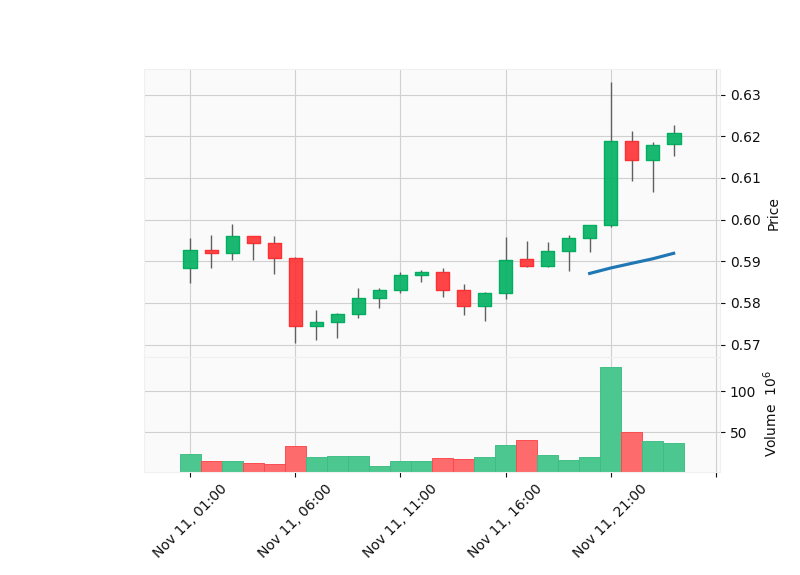 0.63
0.62
0.61
0.60
0.59
0.58
0.57
Price
100
50
Volume 10⁶
Nov 11, 01:00
Nov 11, 06:00
Nov 11, 11:00
Nov 11, 16:00
Nov 11, 21:00